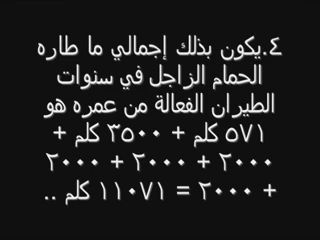 ٤.يكون بذلك إجمالي ما طاره
الحمام الزاجل في سنوات
الطيران الفعالة من عمره هو
٥٧١ كلم + ٣٥٠٠ كلم +
٢٠٠٠ + ٢٠٠٠ + ٢٠٠٠
+ ٢٠٠٠ = ١١٠٧١ كلم ..